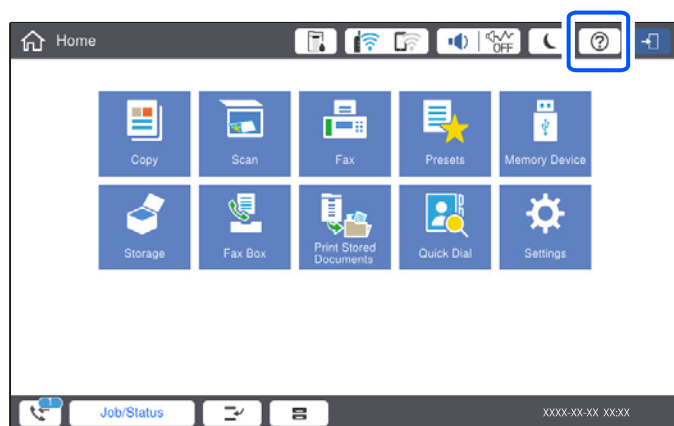 Home
OFF
?
Copy
Scan
Fax
Presets
Memory Device
Storage
Fax Box
Print Stored
Documents
Quick Dial
Settings
1
Job/Status
XXXX-XX-XX XX:XX